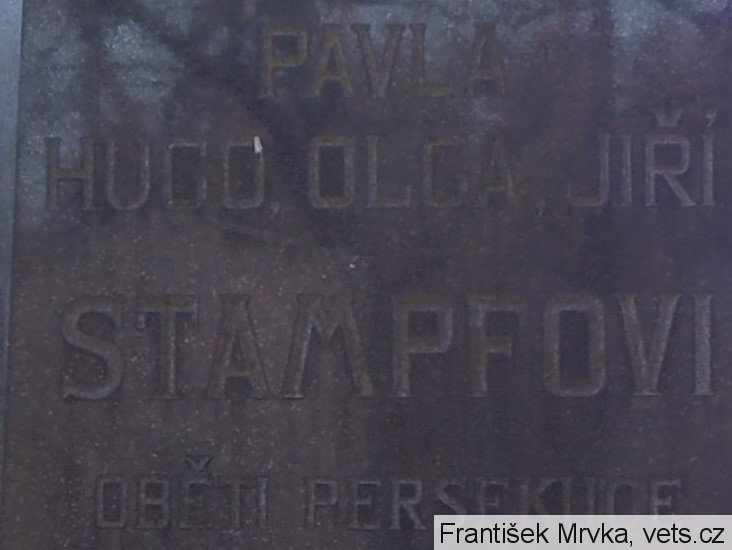 PAVLA
HUGO, OLGA, JIŘÍ
STAMPFOVI
OBĚTI PERSEKUCE
František Mrvka, vets.cz